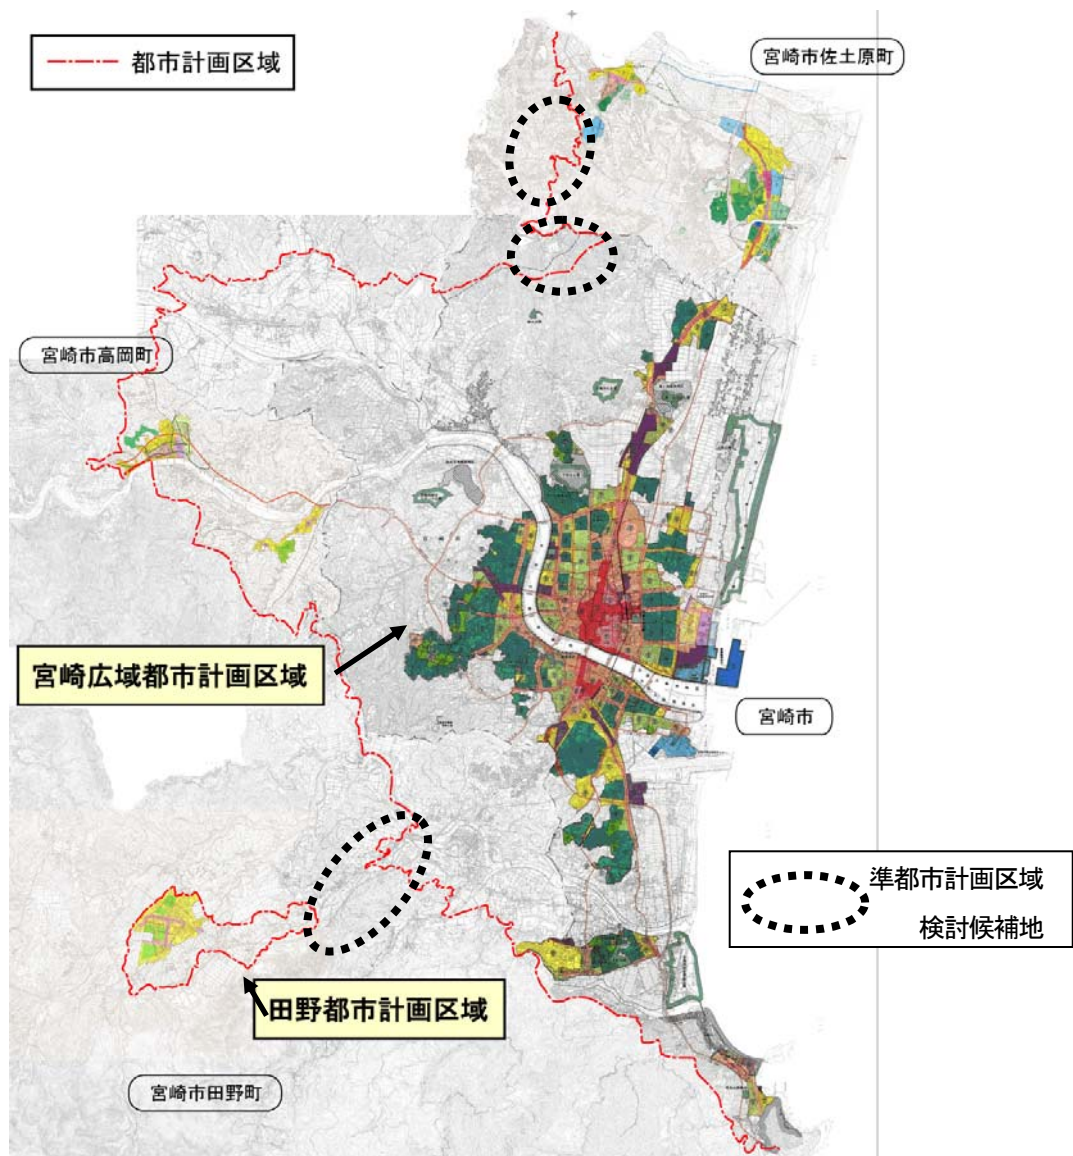 都市計画区域
宮崎市佐土原町
宮崎市高岡町
宮崎広域都市計画区域
宮崎市
準都市計画区域
検討候補地
田野都市計画区域
宮崎市田野町